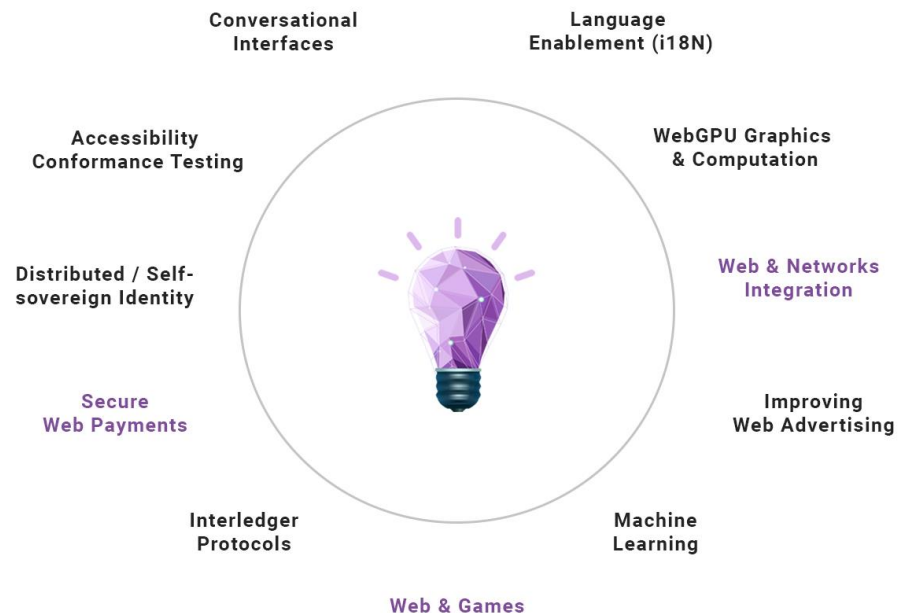 Conversational
Interfaces
Language
Enablement (i18N)
Accessibility
Conformance Testing
WebGPU Graphics
& Computation
Distributed / Self-
sovereign Identity
Web & Networks
Integration
Secure
Web Payments
Improving
Web Advertising
Interledger
Protocols
Machine
Learning
Web & Games